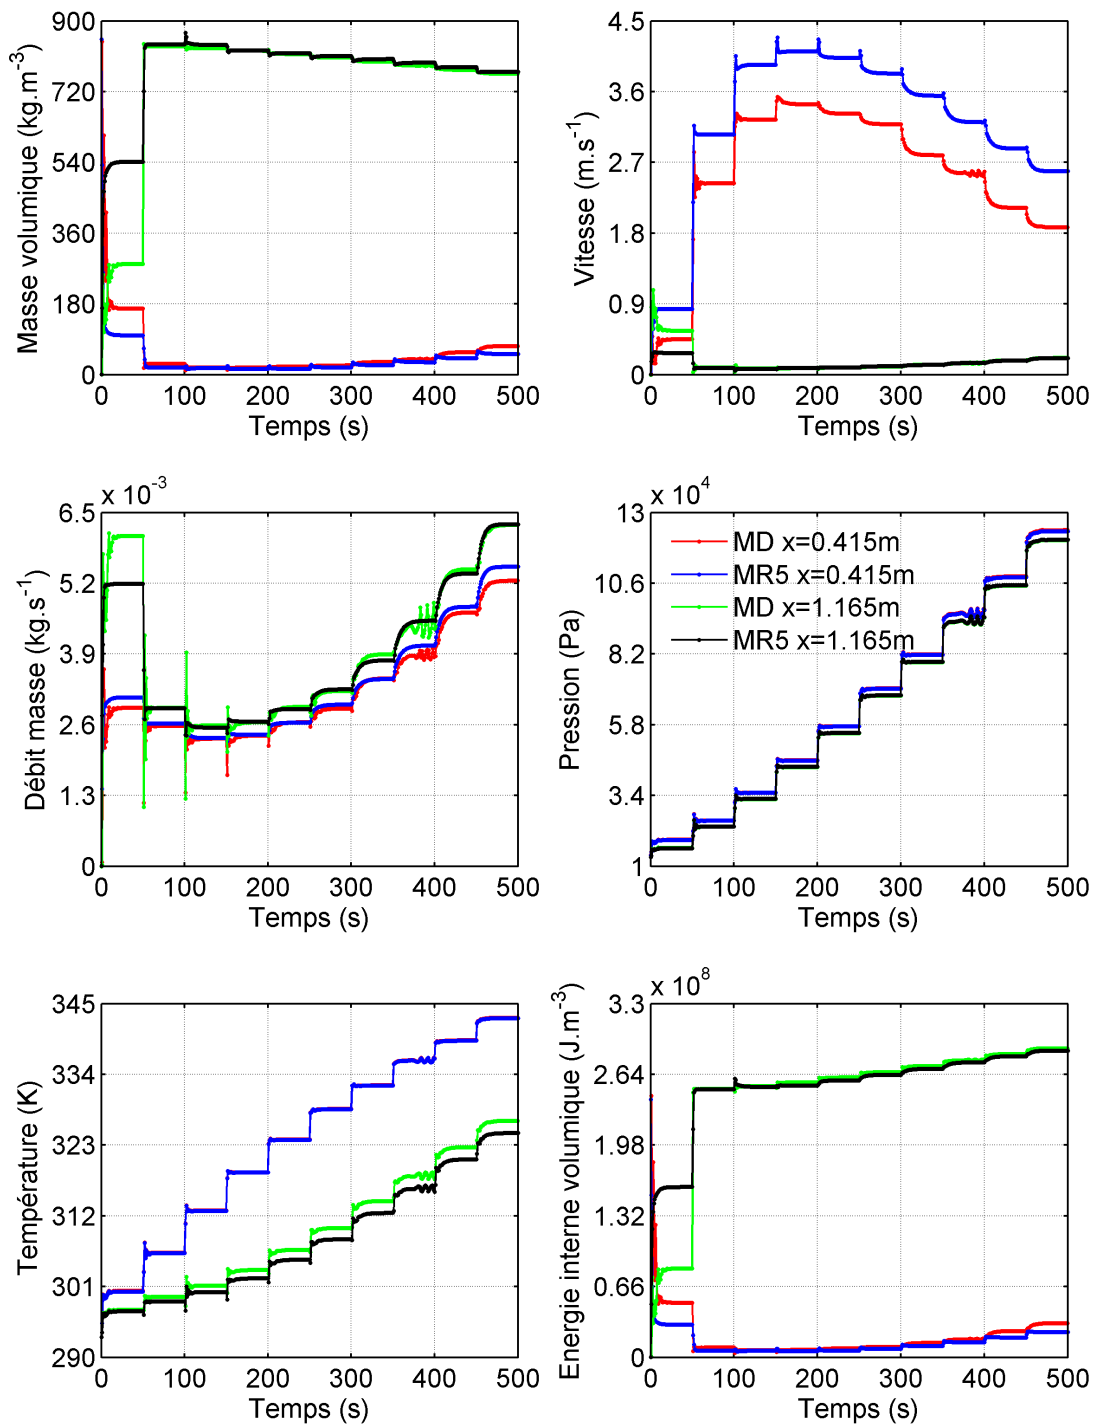 900
720
540
360
180
0
Masse volumique (kg.m-3)
0 100 200 300 400 500
Temps (s)
4.5
3.6
2.7
1.8
0.9
0
Vitesse (m.s-1)
0 100 200 300 400 500
Temps (s)
x 10-3
6.5
5.2
3.9
2.6
1.3
0
Débit masse (kg.s-1)
0 100 200 300 400 500
Temps (s)
x 104
13
10.6
8.2
5.8
3.4
1
Pression (Pa)
MD x=0.415m
MR5 x=0.415m
MD x=1.165m
MR5 x=1.165m
0 100 200 300 400 500
Temps (s)
345
334
323
312
301
290
Température (K)
0 100 200 300 400 500
Temps (s)
x 108
3.3
2.64
1.98
1.32
0.66
0
Energie interne volumique (J.m-3)
0 100 200 300 400 500
Temps (s)